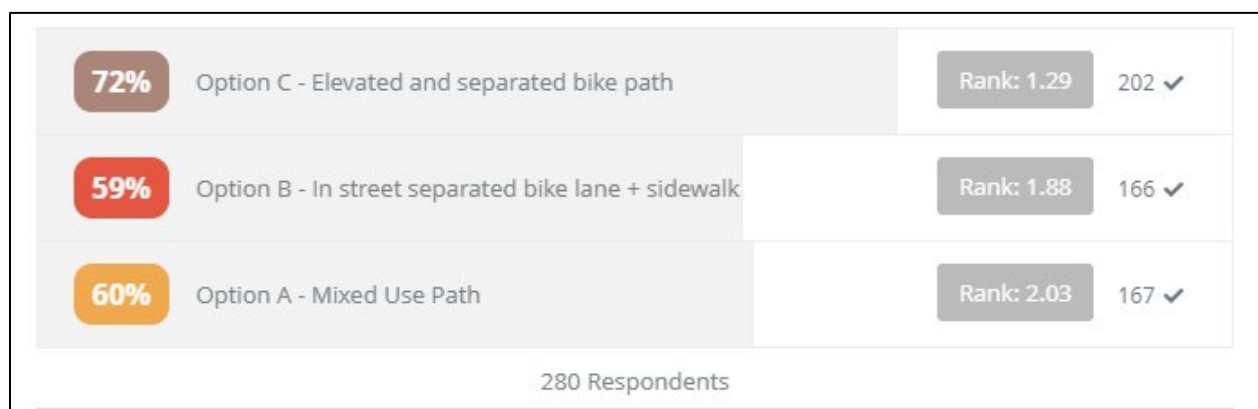 72% Option C - Elevated and separated bike path Rank: 1.29 202 ✔
59% Option B - In street separated bike lane + sidewalk Rank: 1.88 166 ✔
60% Option A - Mixed Use Path Rank: 2.03 167 ✔
280 Respondents